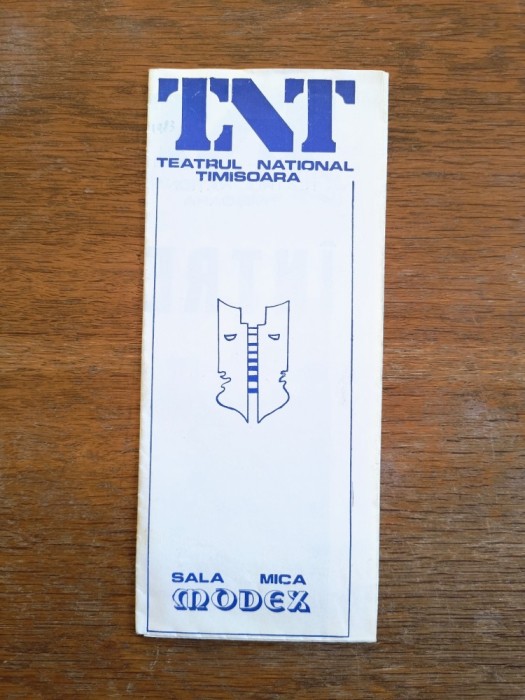 TNT
TEATRUL NATIONAL
TIMISOARA
SALA MICA
MODEX